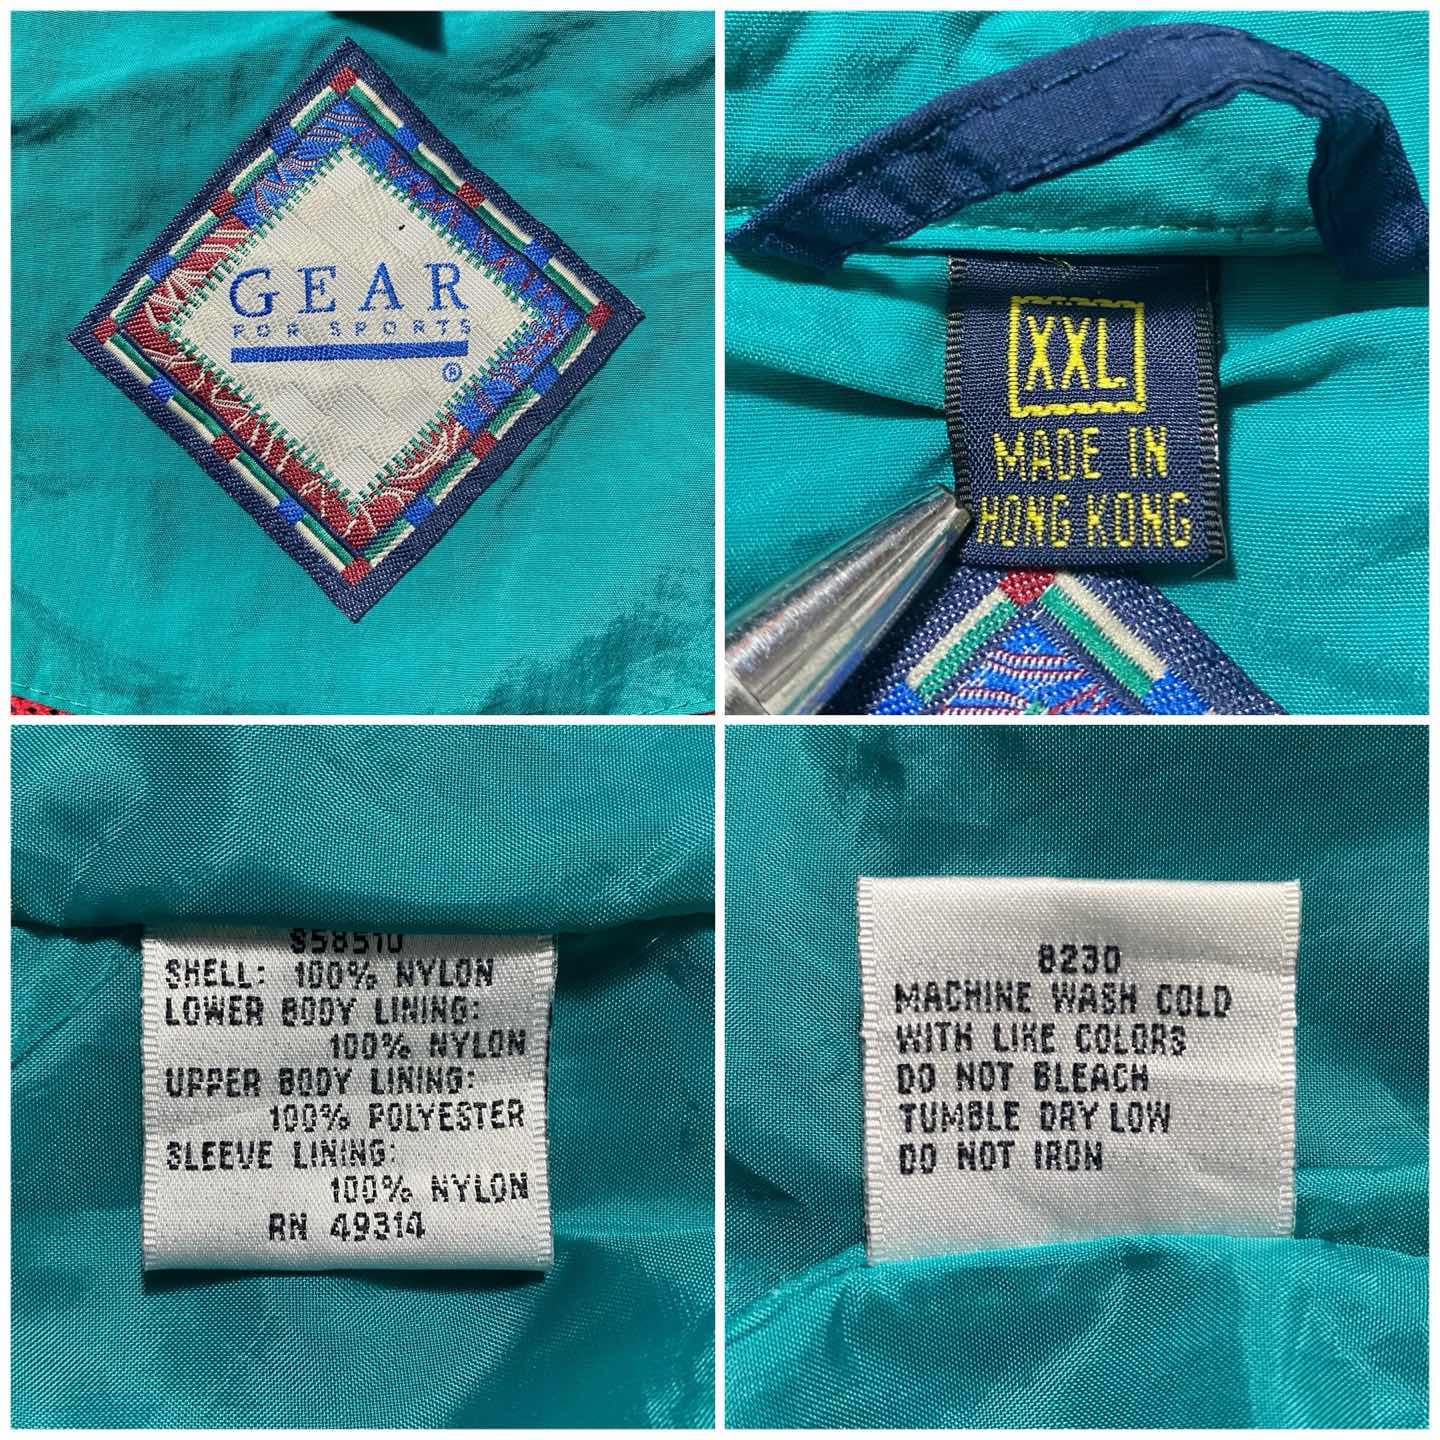 GEAR
FOR SPORTS
®
XXL
MADE IN
HONG KONG
958510
SHELL: 100% NYLON
LOWER BODY LINING:
100% NYLON
UPPER BODY LINING:
100% POLYESTER
SLEEVE LINING:
100% NYLON
RN 49314
8230
MACHINE WASH COLD
WITH LIKE COLORS
DO NOT BLEACH
TUMBLE DRY LOW
DO NOT IRON